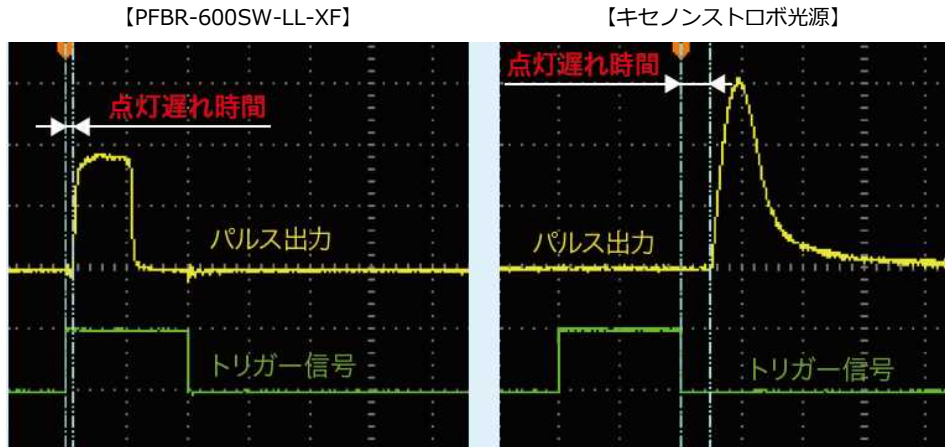 【PFBR-600SW-LL-XF】
【キセノンストロボ光源】
点灯遅れ時間
パルス出力
トリガー信号
点灯遅れ時間
パルス出力
トリガー信号